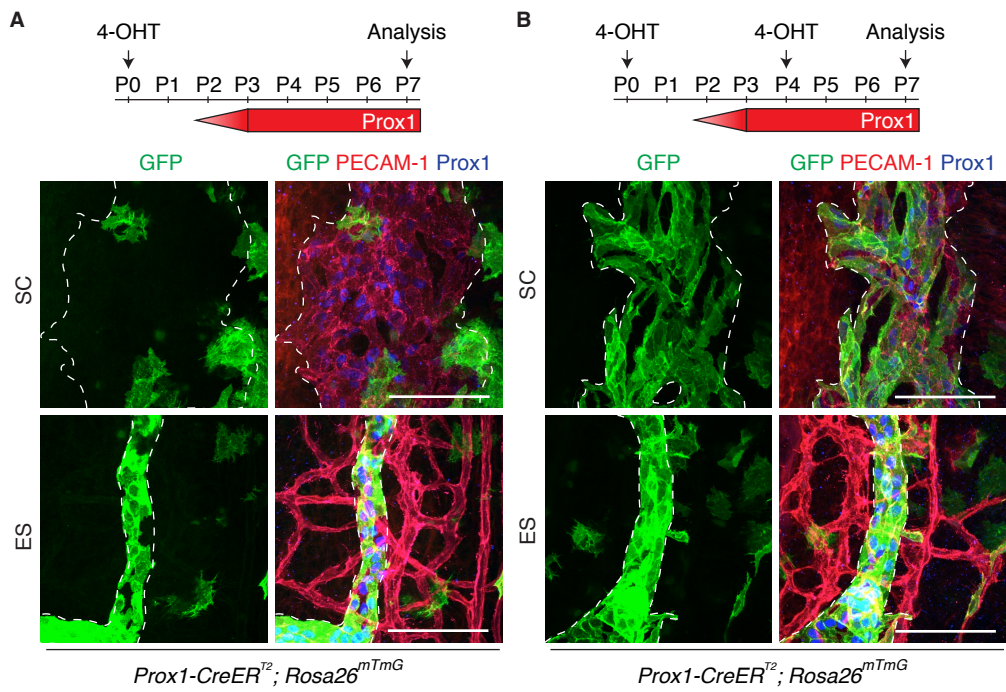 A
4-OHT Analysis
P0 P1 P2 P3 P4 P5 P6 P7
Prox1
GFP GFP PECAM-1 Prox1
SC
ES
Prox1-CreER^T2; Rosa26^mTmG
B
4-OHT 4-OHT Analysis
P0 P1 P2 P3 P4 P5 P6 P7
Prox1
GFP GFP PECAM-1 Prox1
SC
ES
Prox1-CreER^T2; Rosa26^mTmG